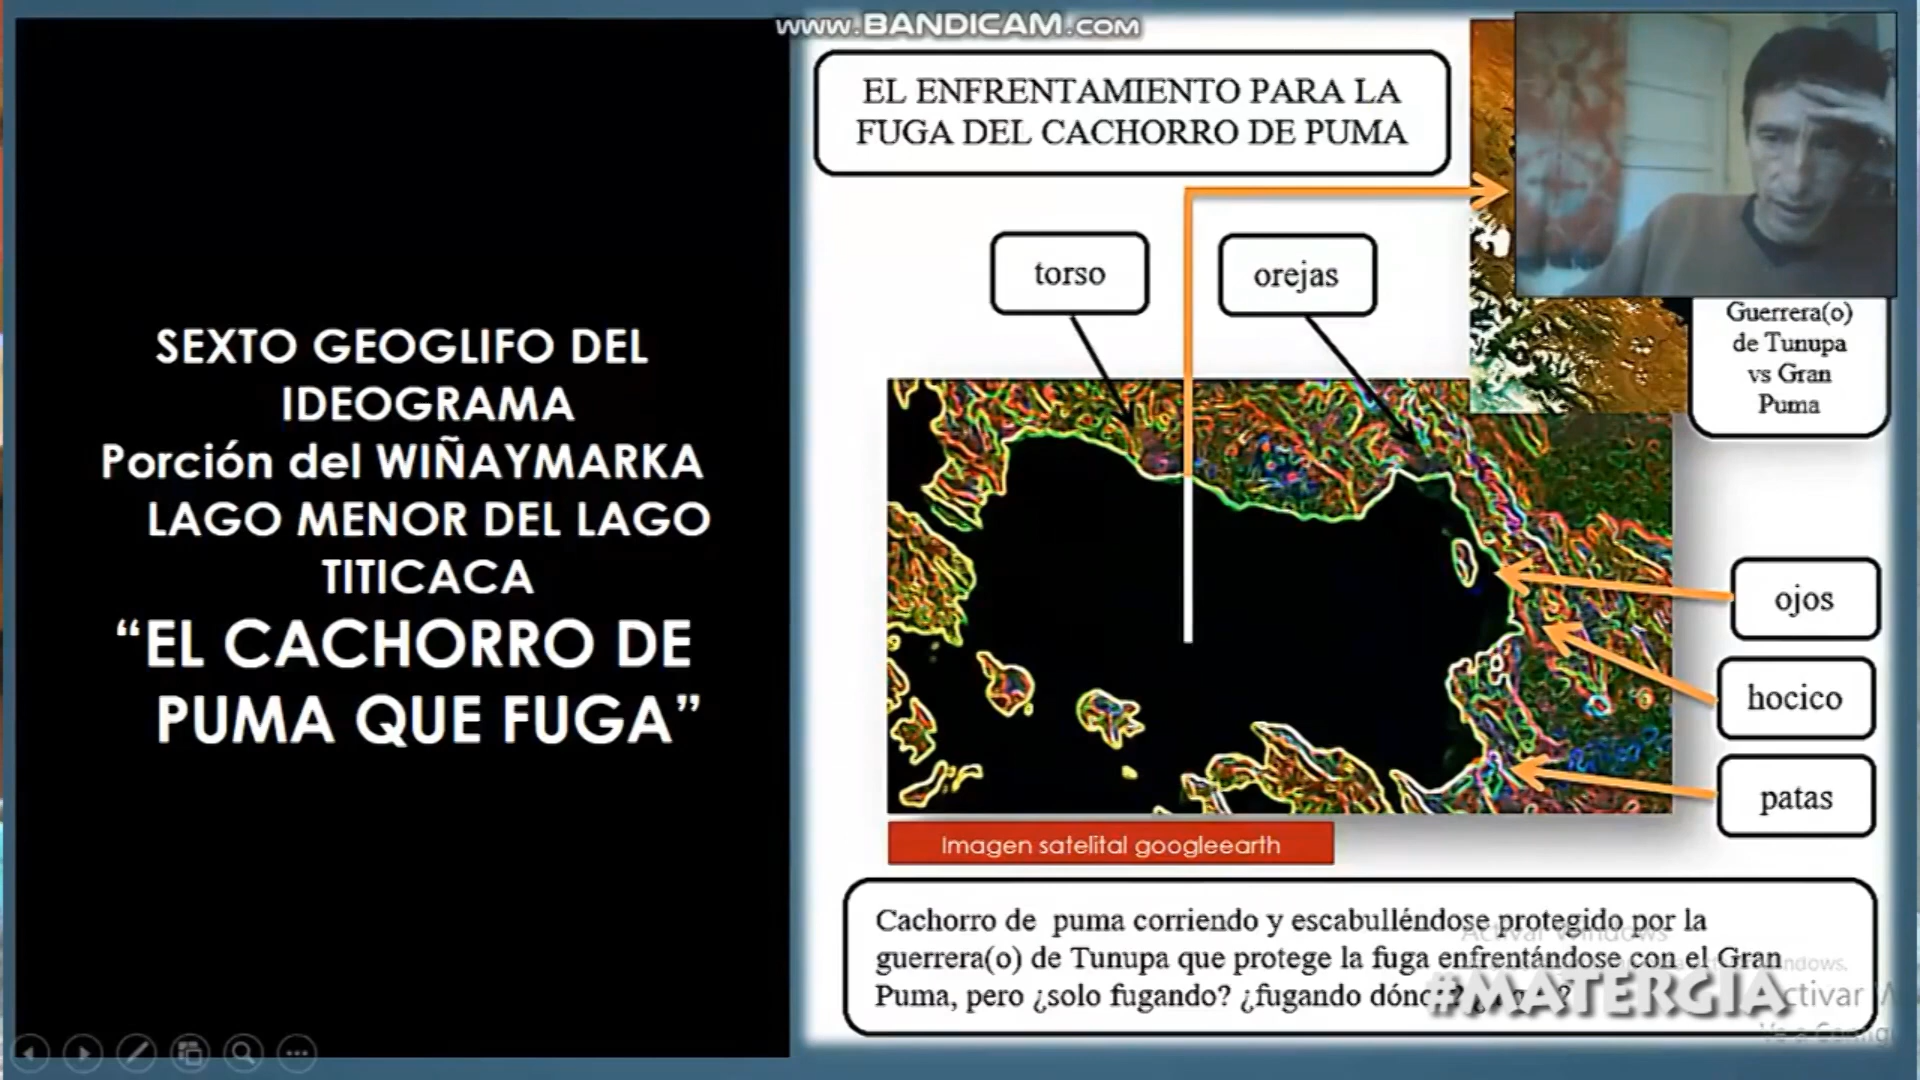 www.BANDICAM.com
SEXTO GEOGLIFO DEL
IDEOGRAMA
Porción del WIÑAYMARKA
LAGO MENOR DEL LAGO
TITICACA
“EL CACHORRO DE
PUMA QUE FUGA”
EL ENFRENTAMIENTO PARA LA
FUGA DEL CACHORRO DE PUMA
torso
orejas
Guerrera(o)
de Tunupa
vs Gran
Puma
ojos
hocico
patas
Imagen satelital googleearth
Cachorro de puma corriendo y escabulléndose protegido por la
guerrera(o) de Tunupa que protege la fuga enfrentándose con el Gran
Puma, pero ¿solo fugando? ¿fugando
Activar Windows
#MATERGIA